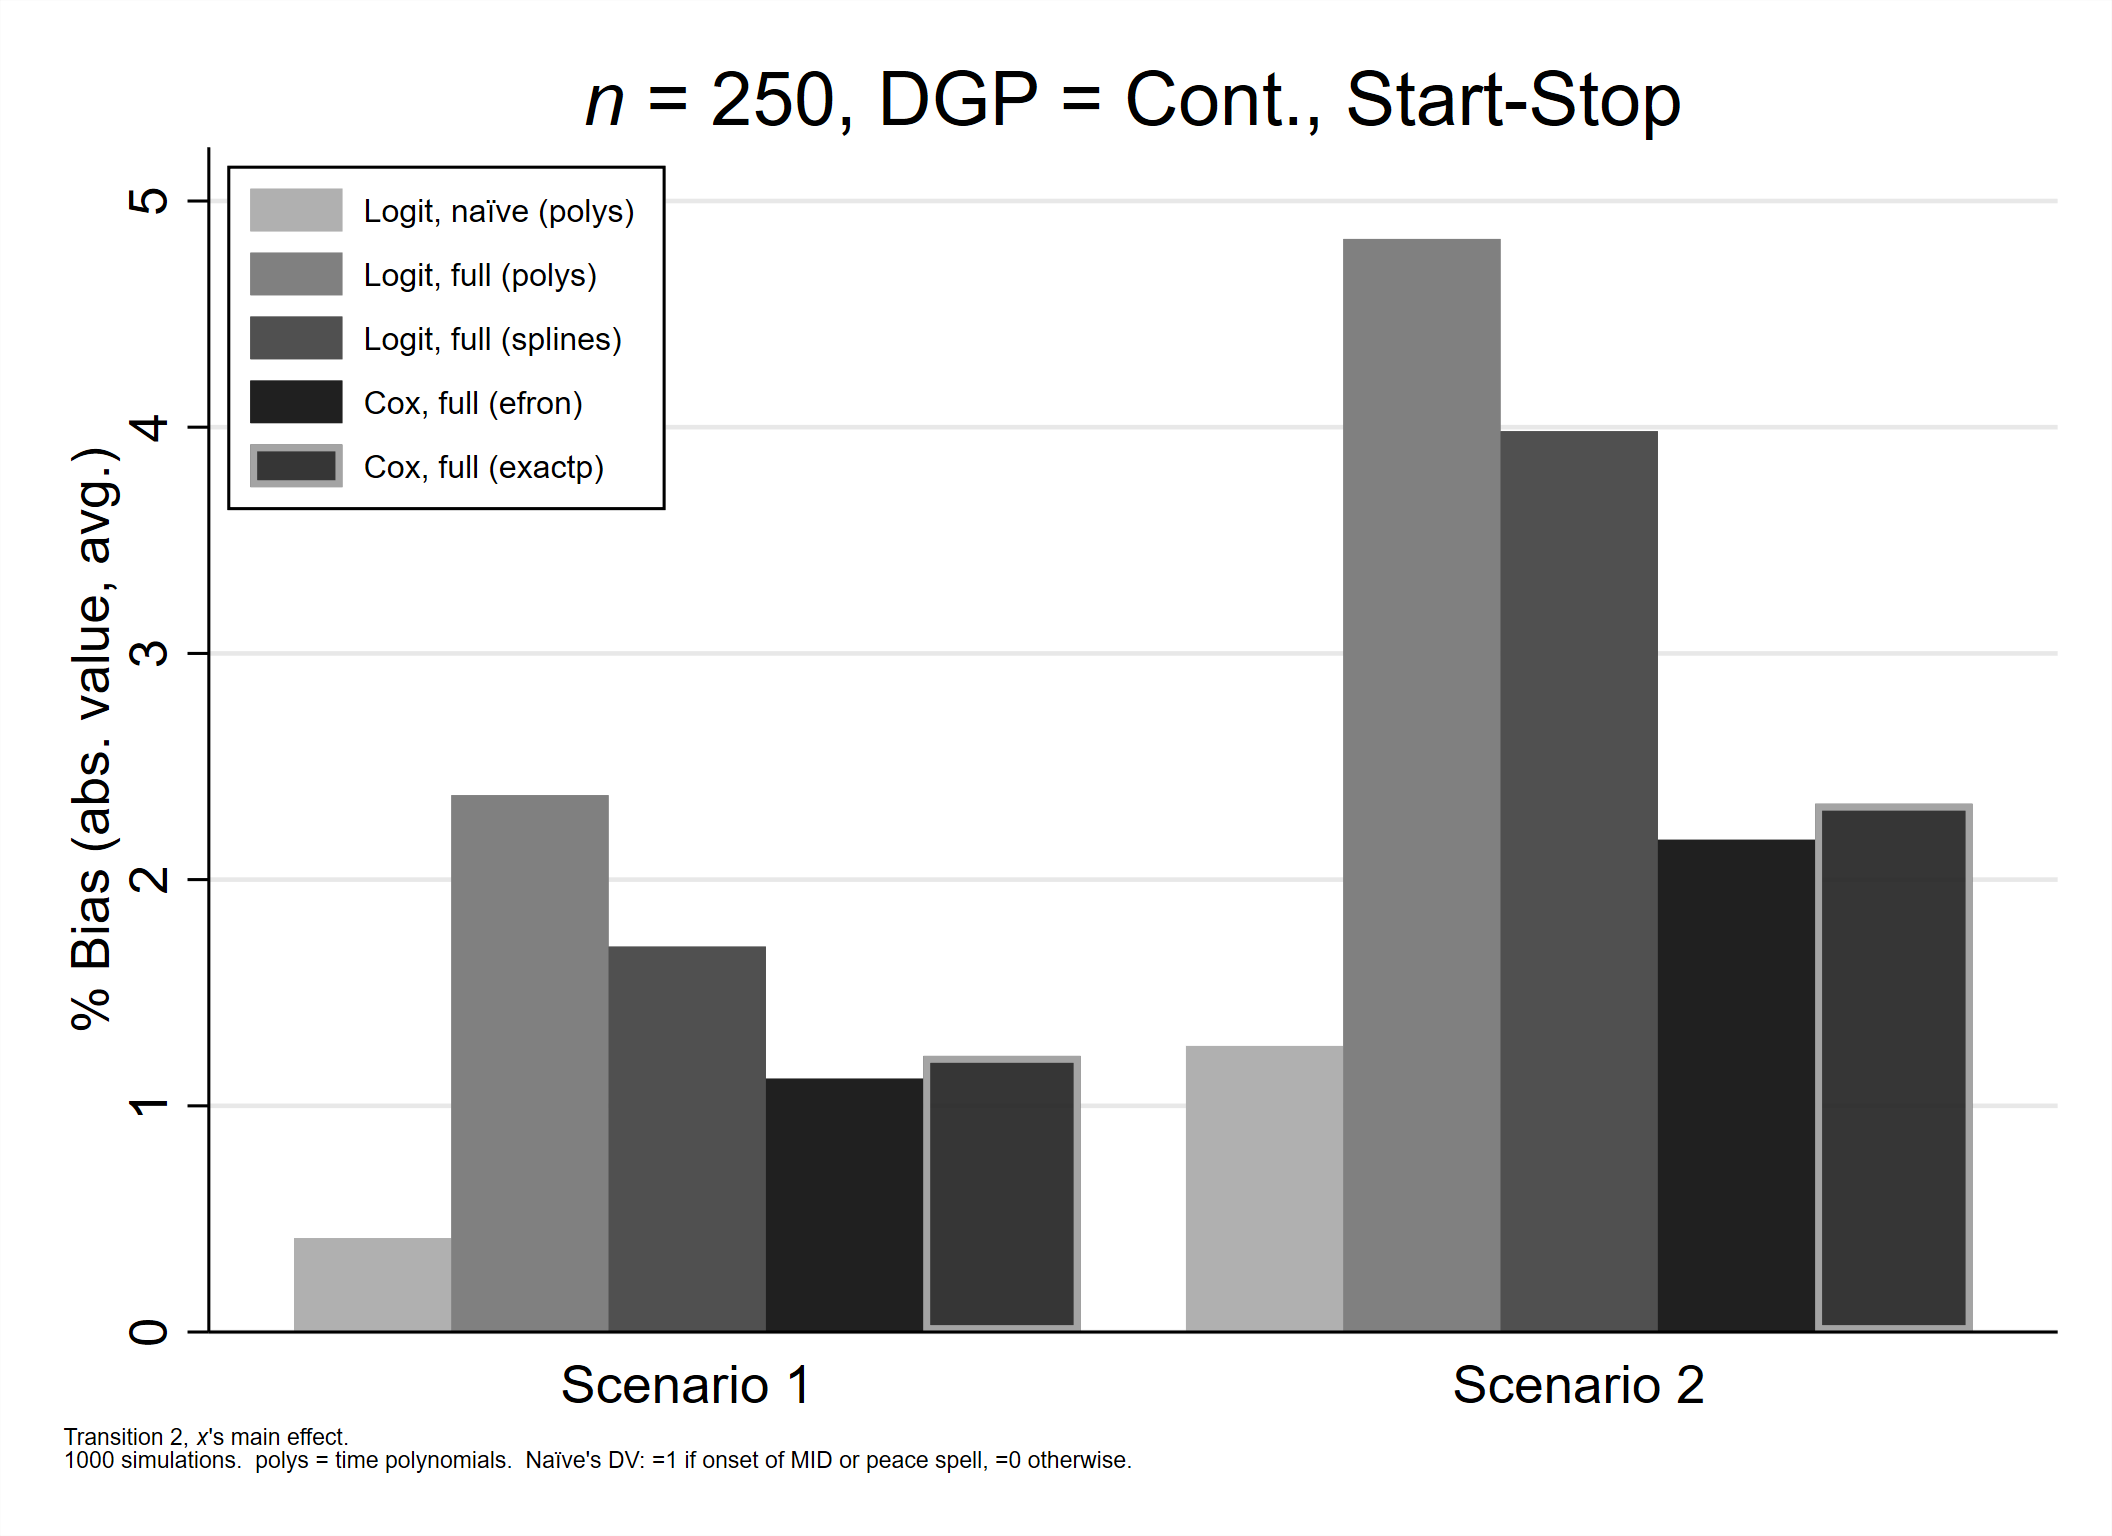 n = 250, DGP = Cont., Start-Stop
Logit, naïve (polys)
Logit, full (polys)
Logit, full (splines)
Cox, full (efron)
Cox, full (exactp)
% Bias (abs. value, avg.)
5
4
3
2
1
0
Scenario 1
Scenario 2
Transition 2, x's main effect.
1000 simulations.  polys = time polynomials.  Naïve's DV: =1 if onset of MID or peace spell, =0 otherwise.